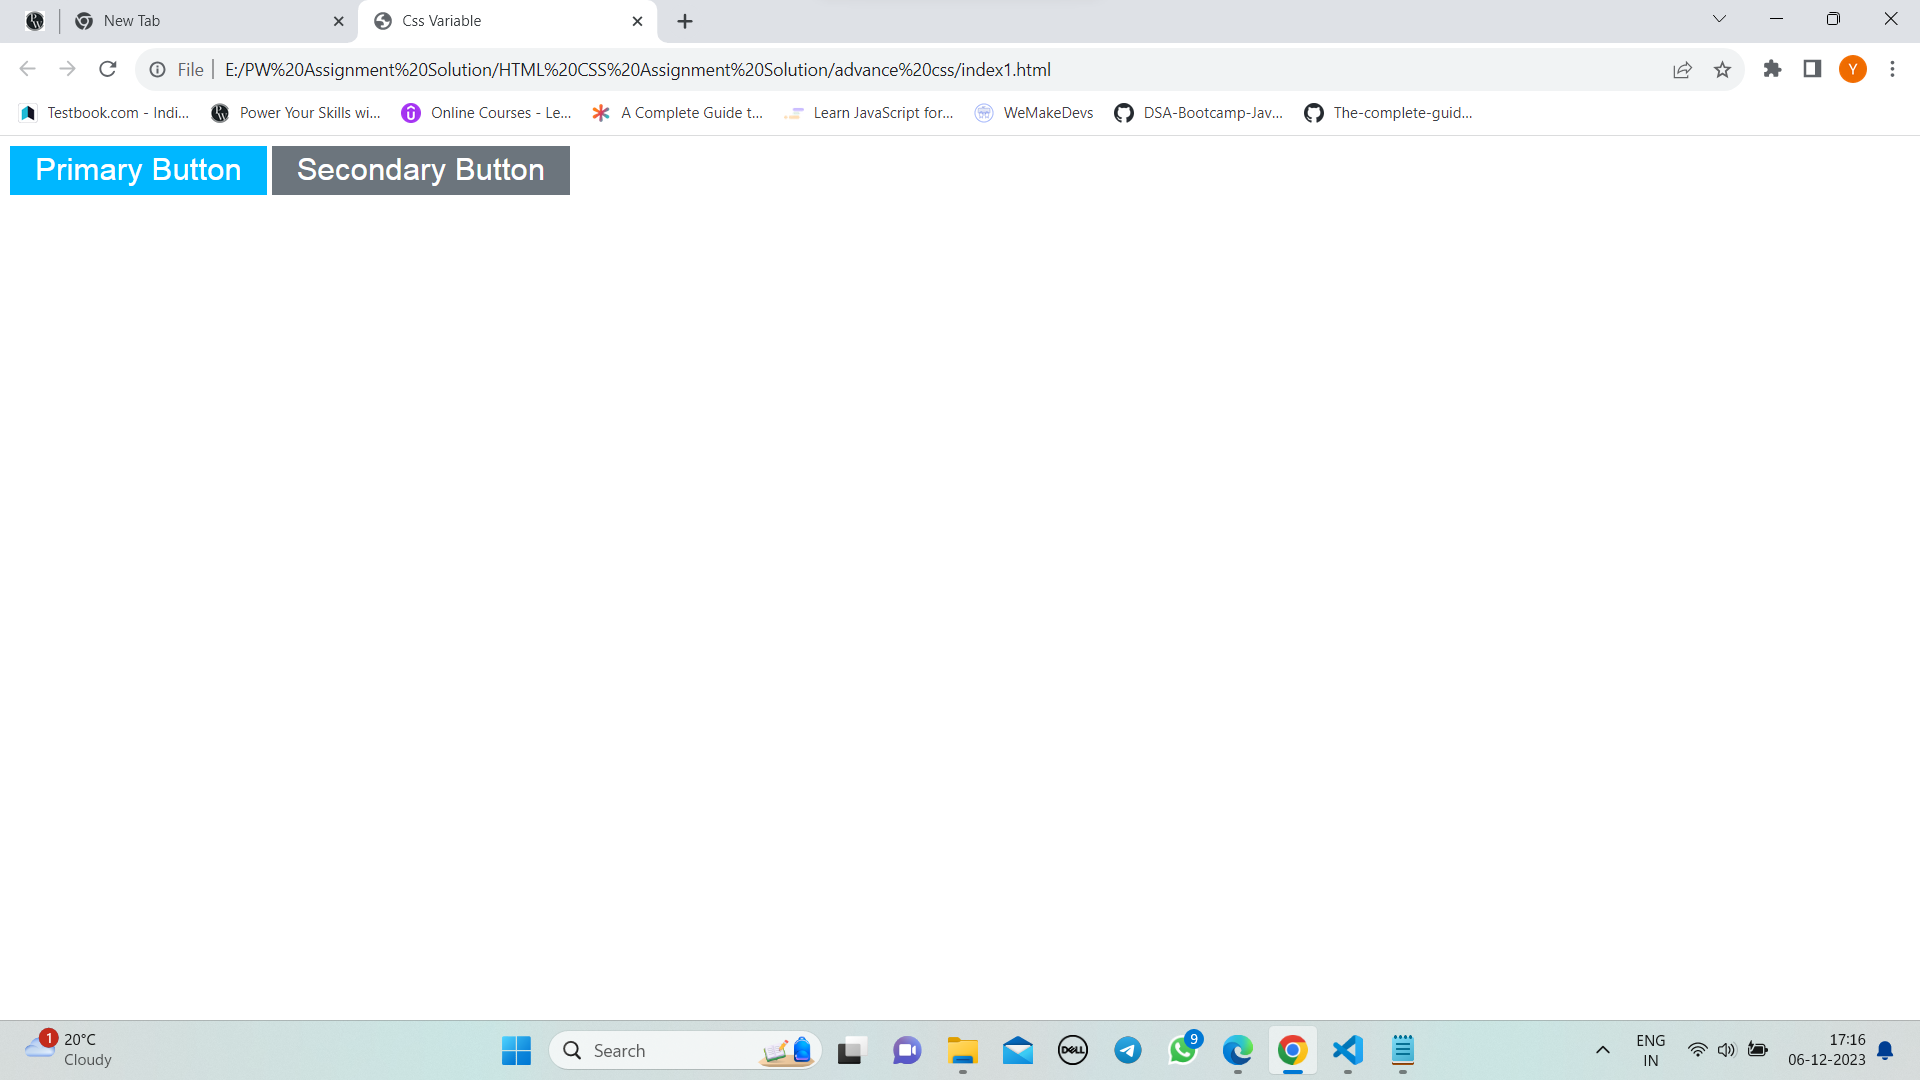 New Tab
Css Variable
File
E:/PW%20Assignment%20Solution/HTML%20CSS%20Assignment%20Solution/advance%20css/index1.html
Y
Testbook.com - Indi...
Power Your Skills wi...
Online Courses - Le...
A Complete Guide t...
Learn JavaScript for...
WeMakeDevs
DSA-Bootcamp-Jav...
The-complete-guid...
Primary Button
Secondary Button
1
20°C
Cloudy
Search
DELL
9
ENG
IN
17:16
06-12-2023